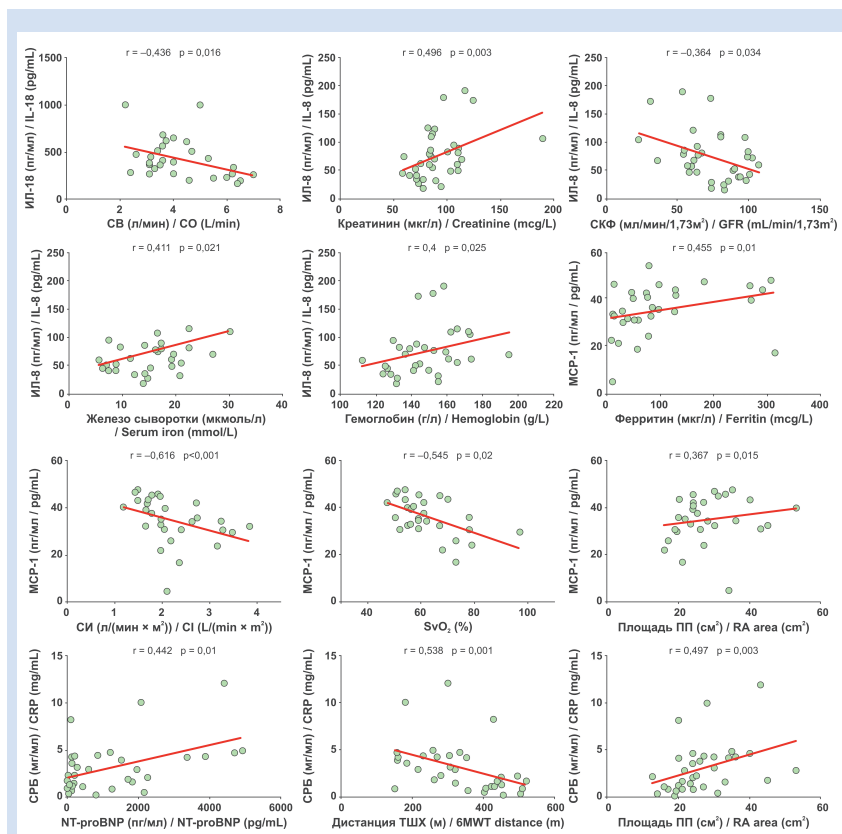 r = –0,436   p = 0,016
ИЛ-18 (пг/мл) / IL-18 (pg/mL)
1500
1000
500
0
0 2 4 6 8
СВ (л/мин) / CO (L/min)
r = 0,496   p = 0,003
ИЛ-8 (пг/мл) / IL-8 (pg/mL)
250
200
150
100
50
0
0 50 100 150 200
Креатинин (мкг/л) / Creatinine (mcg/L)
r = –0,364   p = 0,034
ИЛ-8 (пг/мл) / IL-8 (pg/mL)
250
200
150
100
50
0
0 50 100 150
СКФ (мл/мин/1,73м²) / GFR (mL/min/1,73m²)
r = 0,411   p = 0,021
ИЛ-8 (пг/мл) / IL-8 (pg/mL)
250
200
150
100
50
0
0 10 20 30 40
Железо сыворотки (мкмоль/л)
/ Serum iron (mmol/L)
r = 0,4   p = 0,025
ИЛ-8 (пг/мл) / IL-8 (pg/mL)
250
200
150
100
50
0
100 120 140 160 180 200
Гемоглобин (г/л) / Hemoglobin (g/L)
r = 0,455   p = 0,01
MCP-1 (пг/мл / pg/mL)
60
40
20
0
0 100 200 300 400
Ферритин (мкг/л) / Ferritin (mcg/L)
r = –0,616   p<0,001
MCP-1 (пг/мл / pg/mL)
60
40
20
0
0 1 2 3 4
СИ (л/(мин × м²)) / CI (L/(min × m²)
r = –0,545   p = 0,02
MCP-1 (пг/мл / pg/mL)
60
40
20
0
40 60 80 100
SvO₂ (%)
r = 0,367   p = 0,015
MCP-1 (пг/мл / pg/mL)
60
40
20
0
0 20 40 60
Площадь ПП (см²) / RA area (cm²)
r = 0,442   p = 0,01
СРБ (мг/мл) / CRP (mg/mL)
15
10
5
0
0 2000 4000 6000
NT-proBNP (пг/мл) / NT-proBNP (pg/mL)
r = 0,538   p = 0,001
СРБ (мг/мл) / CRP (mg/mL)
15
10
5
0
0 100 200 300 400 500 600
Дистанция ТШХ (м) / 6MWT distance (m)
r = 0,497   p = 0,003
СРБ (мг/мл) / CRP (mg/mL)
15
10
5
0
0 20 40 60
Площадь ПП (см²) / RA area (cm²)